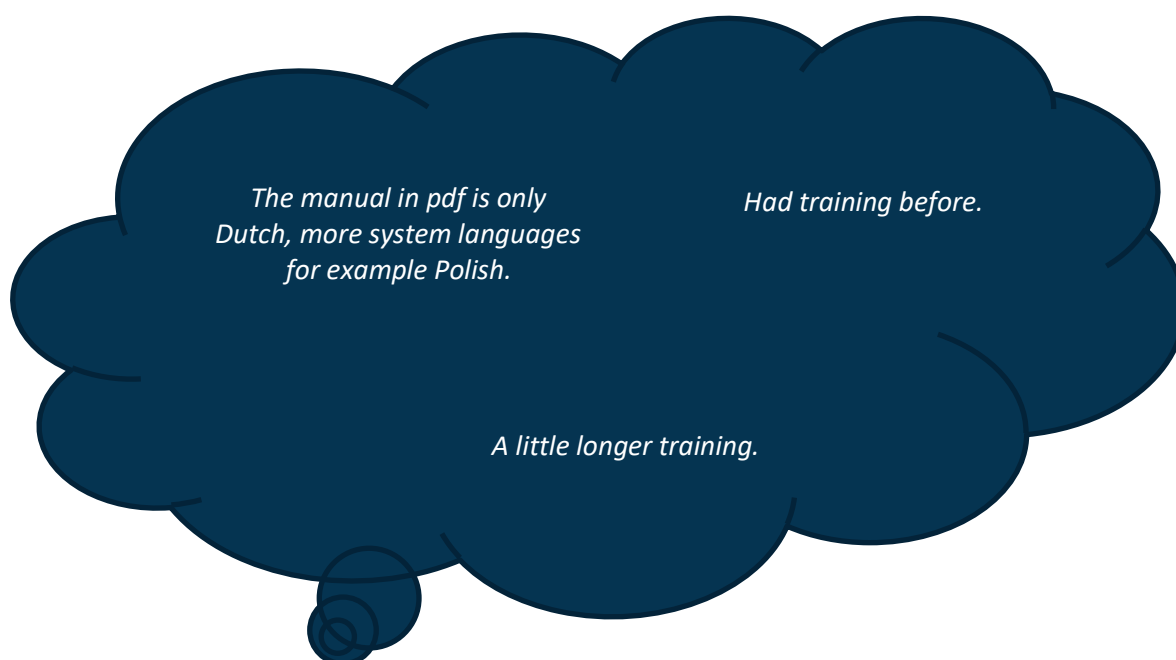 The manual in pdf is only
Dutch, more system languages
for example Polish.
Had training before.
A little longer training.